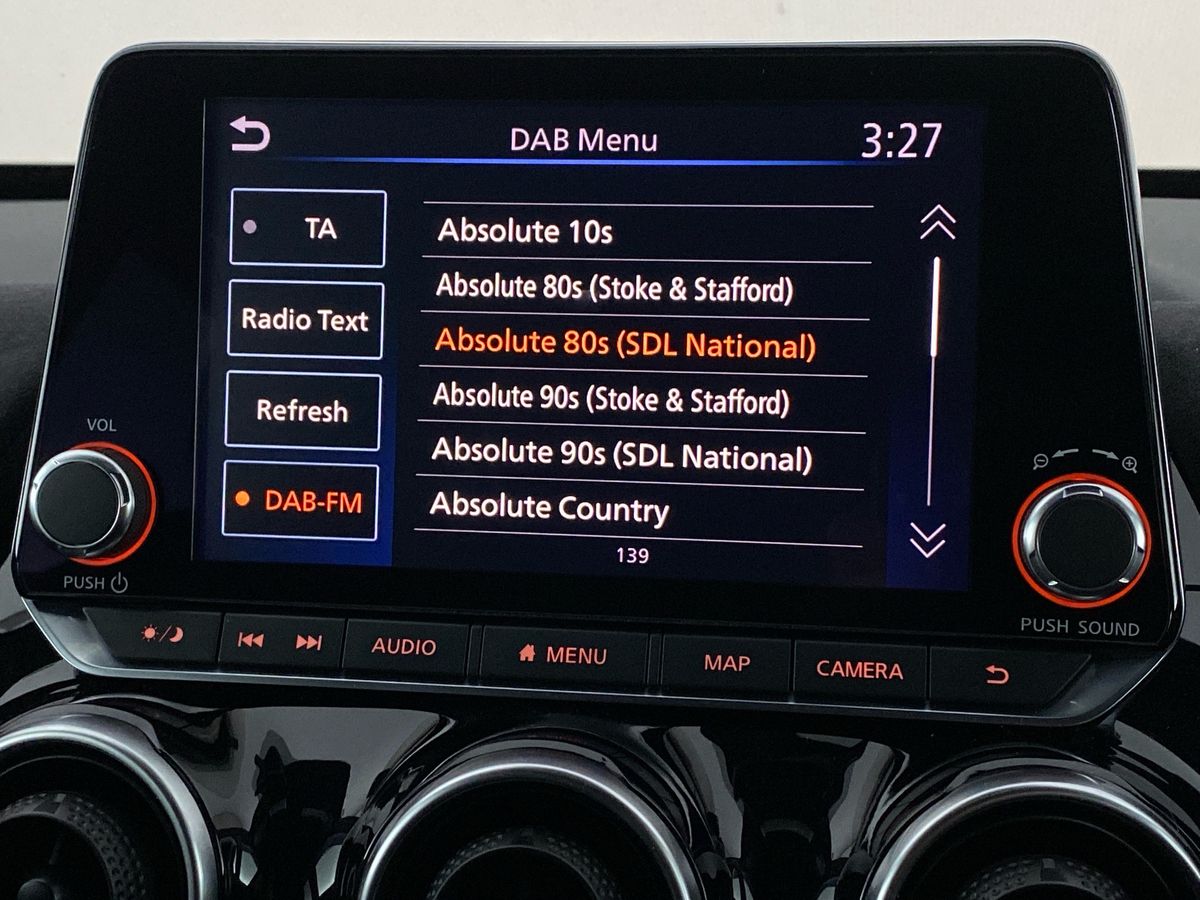 DAB Menu
3:27
TA
Radio Text
Refresh
DAB-FM
Absolute 10s
Absolute 80s (Stoke & Stafford)
Absolute 80s (SDL National)
Absolute 90s (Stoke & Stafford)
Absolute 90s (SDL National)
Absolute Country
139
VOL
PUSH
PUSH SOUND
AUDIO
MENU
MAP
CAMERA